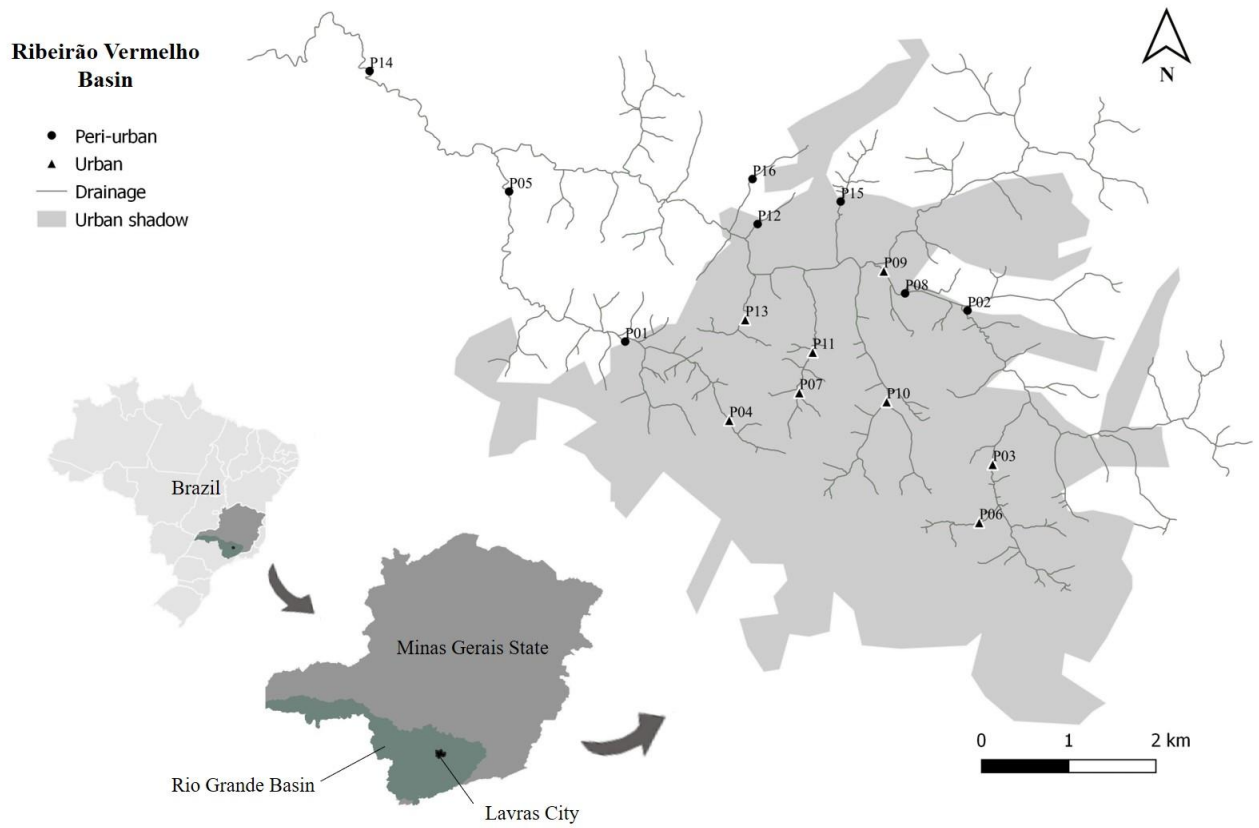 Ribeirão Vermelho
Basin
Peri-urban
Urban
Drainage
Urban shadow
N
P14
P05
P16
P12
P15
P09
P08
P02
P13
P01
P11
P07
P10
P04
P03
P06
Brazil
Minas Gerais State
Rio Grande Basin
Lavras City
0 1 2 km